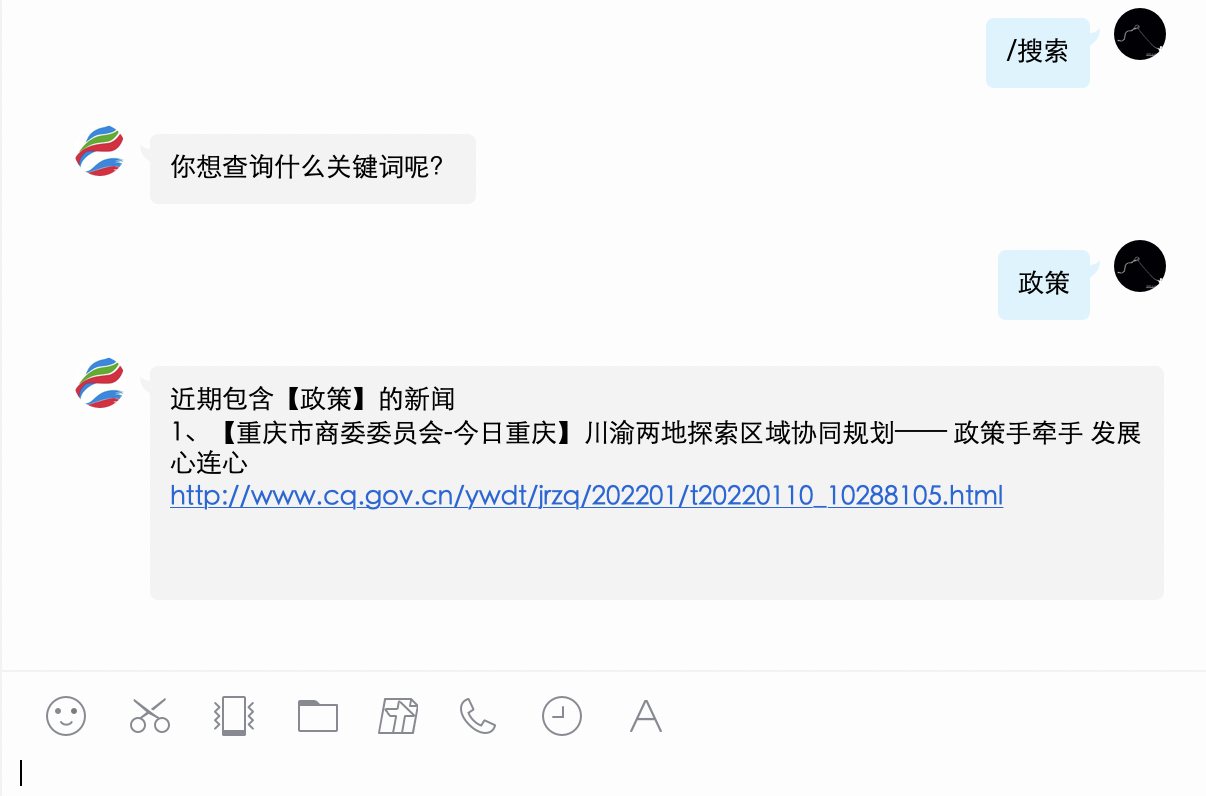 /搜索
你想查询什么关键词呢？
政策
近期包含【政策】的新闻
1、【重庆市商委委员会-今日重庆】川渝两地探索区域协同规划—— 政策手牵手 发展
心连心
http://www.cq.gov.cn/ywdt/jrzq/202201/t20220110_10288105.html